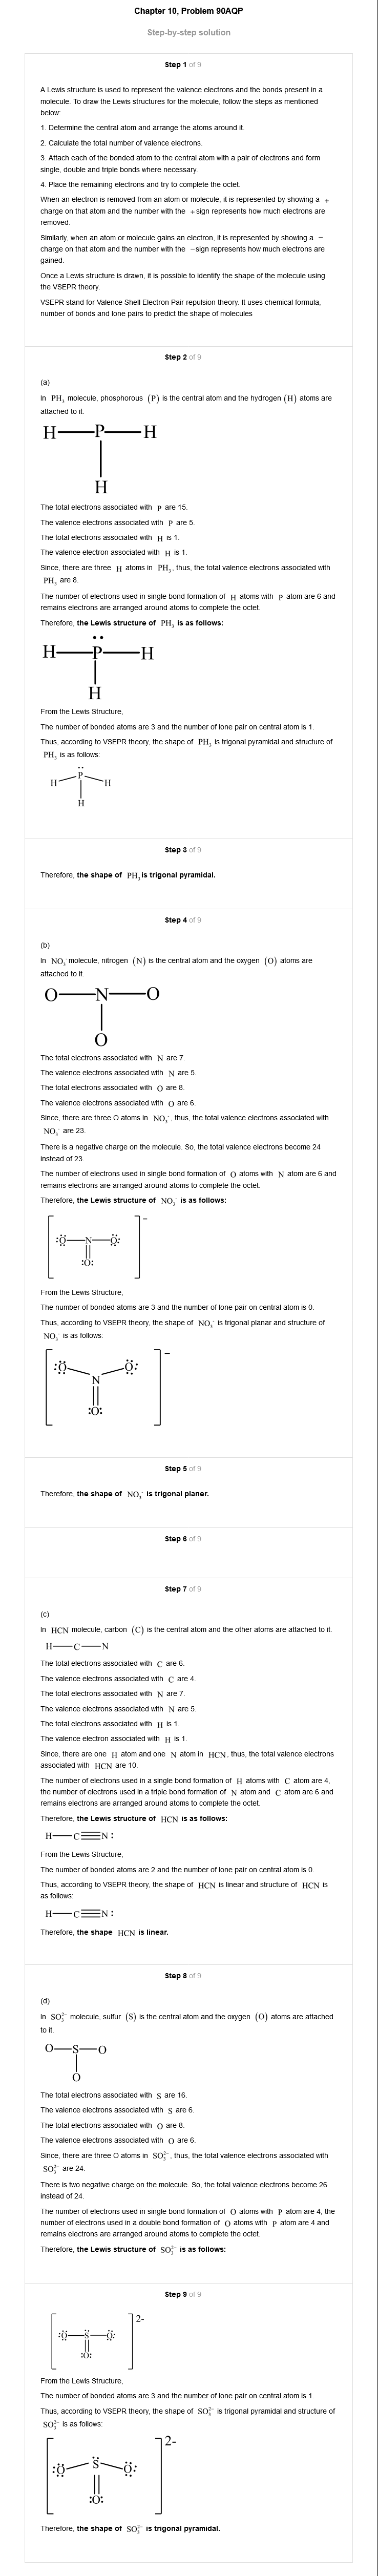 Chapter 10, Problem 90AQP
Step-by-step solution
Step 1 of 9
A Lewis structure is used to represent the valence electrons and the bonds present in a
molecule. To draw the Lewis structures for the molecule, follow the steps as mentioned
below:
1. Determine the central atom and arrange the atoms around it.
2. Calculate the total number of valence electrons.
3. Attach each of the bonded atom to the central atom with a pair of electrons and form
single, double and triple bonds where necessary.
4. Place the remaining electrons and try to complete the octet.
When an electron is removed from an atom or molecule, it is represented by showing a +
charge on that atom and the number with the + sign represents how much electrons are
removed.
Similarly, when an atom or molecule gains an electron, it is represented by showing a −
charge on that atom and the number with the − sign represents how much electrons are
gained.
Once a Lewis structure is drawn, it is possible to identify the shape of the molecule using
the VSEPR theory.
VSEPR stand for Valence Shell Electron Pair repulsion theory. It uses chemical formula,
number of bonds and lone pairs to predict the shape of molecules
Step 2 of 9
(a)
In PH₃ molecule, phosphorous (P) is the central atom and the hydrogen (H) atoms are
attached to it.
H P H
H
The total electrons associated with P are 15.
The valence electrons associated with P are 5.
The total electrons associated with H is 1.
The valence electron associated with H is 1.
Since, there are three H atoms in PH₃, thus, the total valence electrons associated with
PH₃ are 8.
The number of electrons used in single bond formation of H atoms with P atom are 6 and
remains electrons are arranged around atoms to complete the octet.
Therefore, the Lewis structure of PH₃ is as follows:
H P H
H
From the Lewis Structure,
The number of bonded atoms are 3 and the number of lone pair on central atom is 1.
Thus, according to VSEPR theory, the shape of PH₃ is trigonal pyramidal and structure of
PH₃ is as follows:
H P H
H
Step 3 of 9
Therefore, the shape of PH₃ is trigonal pyramidal.
Step 4 of 9
(b)
In NO₃⁻ molecule, nitrogen (N) is the central atom and the oxygen (O) atoms are
attached to it.
O N O
O
The total electrons associated with N are 7.
The valence electrons associated with N are 5.
The total electrons associated with O are 8.
The valence electrons associated with O are 6.
Since, there are three O atoms in NO₃⁻, thus, the total valence electrons associated with
NO₃⁻ are 23.
There is a negative charge on the molecule. So, the total valence electrons become 24
instead of 23.
The number of electrons used in single bond formation of O atoms with N atom are 6 and
remains electrons are arranged around atoms to complete the octet.
Therefore, the Lewis structure of NO₃⁻ is as follows:
−
O N O
O
From the Lewis Structure,
The number of bonded atoms are 3 and the number of lone pair on central atom is 0.
Thus, according to VSEPR theory, the shape of NO₃⁻ is trigonal planar and structure of
NO₃⁻ is as follows:
−
O O
N
O
Step 5 of 9
Therefore, the shape of NO₃⁻ is trigonal planer.
Step 6 of 9
Step 7 of 9
(c)
In HCN molecule, carbon (C) is the central atom and the other atoms are attached to it.
H—C—N
The total electrons associated with C are 6.
The valence electrons associated with C are 4.
The total electrons associated with N are 7.
The valence electrons associated with N are 5.
The total electrons associated with H is 1.
The valence electron associated with H is 1.
Since, there are one H atom and one N atom in HCN, thus, the total valence electrons
associated with HCN are 10.
The number of electrons used in a single bond formation of H atoms with C atom are 4,
the number of electrons used in a triple bond formation of N atom and C atom are 6 and
remains electrons are arranged around atoms to complete the octet.
Therefore, the Lewis structure of HCN is as follows:
H—C≡N:
From the Lewis Structure,
The number of bonded atoms are 2 and the number of lone pair on central atom is 0.
Thus, according to VSEPR theory, the shape of HCN is linear and structure of HCN is
as follows:
H—C≡N:
Therefore, the shape HCN is linear.
Step 8 of 9
(d)
In SO₃²⁻ molecule, sulfur (S) is the central atom and the oxygen (O) atoms are attached
to it.
O—S—O
O
The total electrons associated with S are 16.
The valence electrons associated with S are 6.
The total electrons associated with O are 8.
The valence electrons associated with O are 6.
Since, there are three O atoms in SO₃²⁻, thus, the total valence electrons associated with
SO₃²⁻ are 24.
There is two negative charge on the molecule. So, the total valence electrons become 26
instead of 24.
The number of electrons used in single bond formation of O atoms with P atom are 4, the
number of electrons used in a double bond formation of O atoms with P atom are 4 and
remains electrons are arranged around atoms to complete the octet.
Therefore, the Lewis structure of SO₃²⁻ is as follows:
Step 9 of 9
2-
O S O
O
From the Lewis Structure,
The number of bonded atoms are 3 and the number of lone pair on central atom is 1.
Thus, according to VSEPR theory, the shape of SO₃²⁻ is trigonal pyramidal and structure of
SO₃²⁻ is as follows:
2-
O S O
O
Therefore, the shape of SO₃²⁻ is trigonal pyramidal.